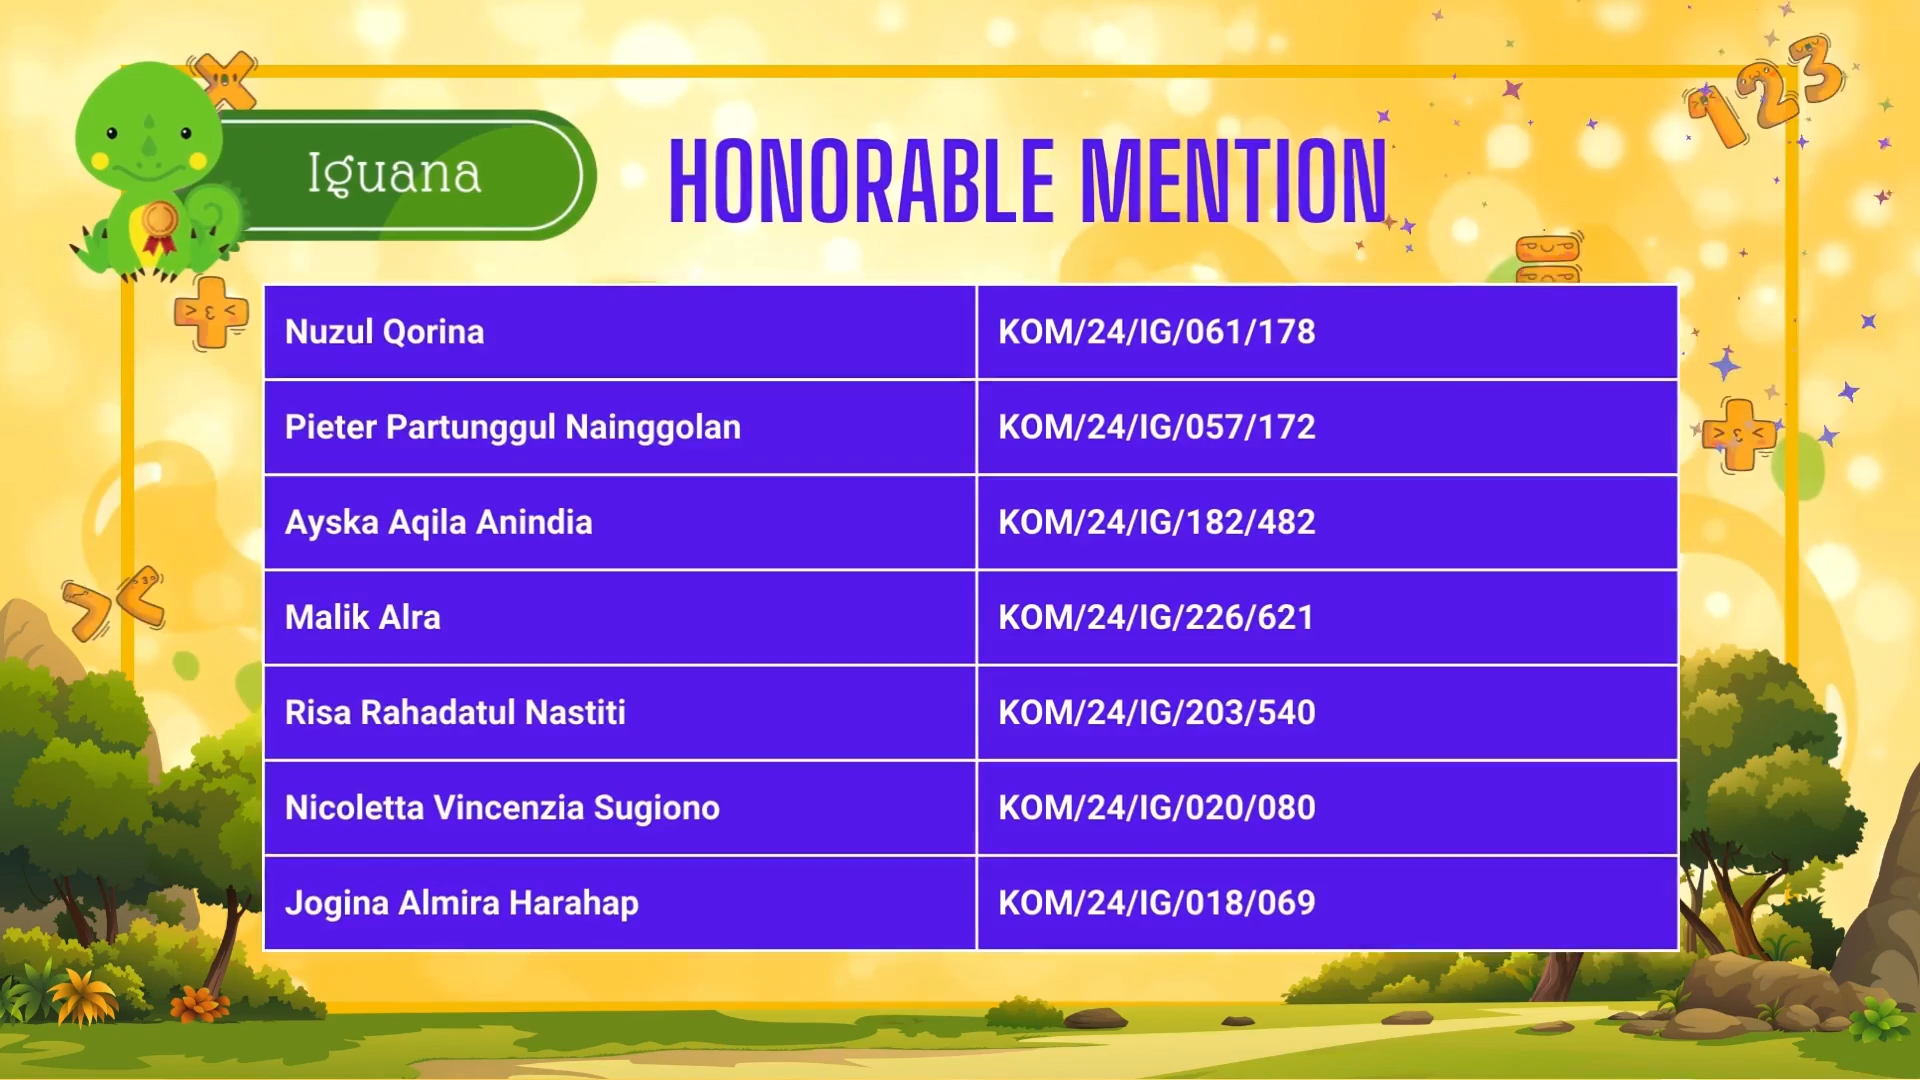 Iguana
HONORABLE MENTION
123
Nuzul Qorina KOM/24/IG/061/178
Pieter Partunggul Nainggolan KOM/24/IG/057/172
Ayska Aqila Anindia KOM/24/IG/182/482
Malik Alra KOM/24/IG/226/621
Risa Rahadatul Nastiti KOM/24/IG/203/540
Nicoletta Vincenzia Sugiono KOM/24/IG/020/080
Jogina Almira Harahap KOM/24/IG/018/069